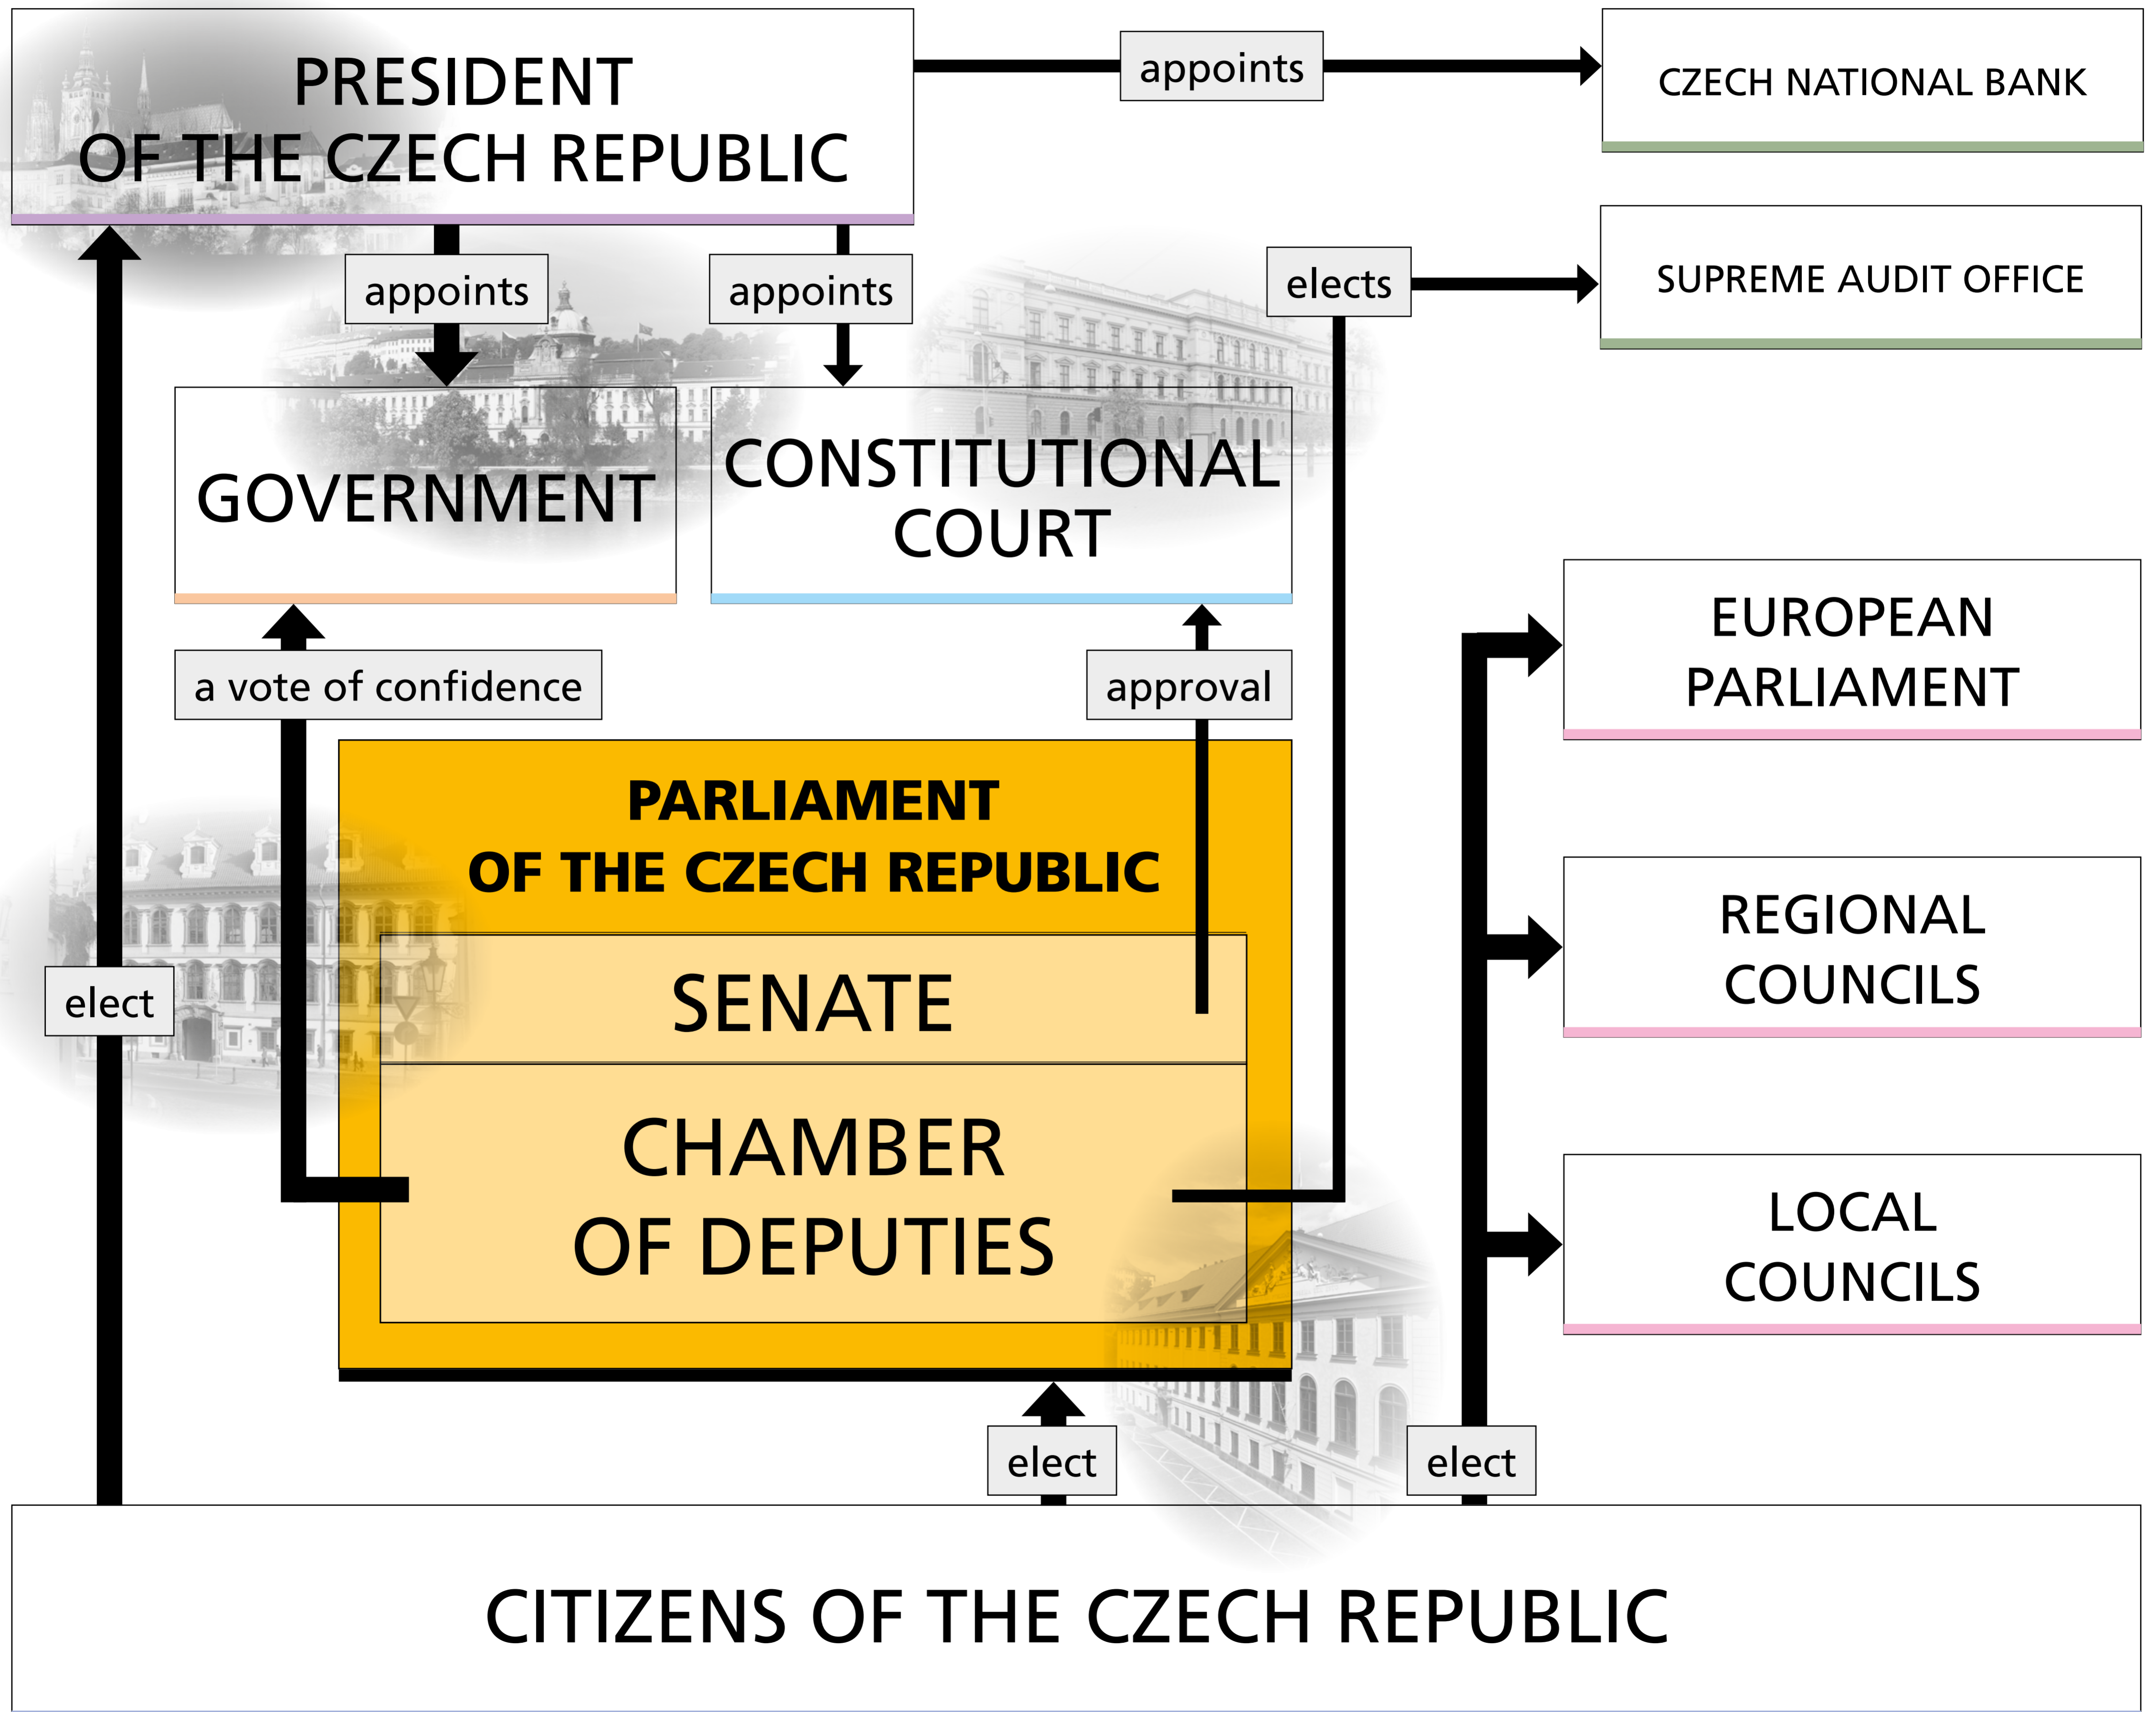 PRESIDENT
OF THE CZECH REPUBLIC
appoints
CZECH NATIONAL BANK
appoints
appoints
elects
SUPREME AUDIT OFFICE
GOVERNMENT
CONSTITUTIONAL
COURT
a vote of confidence
approval
EUROPEAN
PARLIAMENT
PARLIAMENT
OF THE CZECH REPUBLIC
REGIONAL
COUNCILS
elect
SENATE
CHAMBER
OF DEPUTIES
LOCAL
COUNCILS
elect
elect
CITIZENS OF THE CZECH REPUBLIC